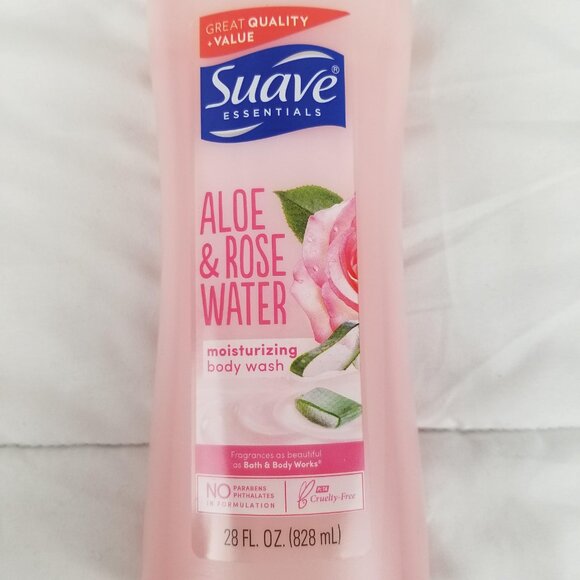 GREAT QUALITY
+ VALUE
Suave®
ESSENTIALS
ALOE
& ROSE
WATER
moisturizing
body wash
Fragrances as beautiful
as Bath & Body Works®
NO PARABENS
PHTHALATES
IN FORMULATION
PETA
Cruelty-Free
28 FL. OZ. (828 mL)